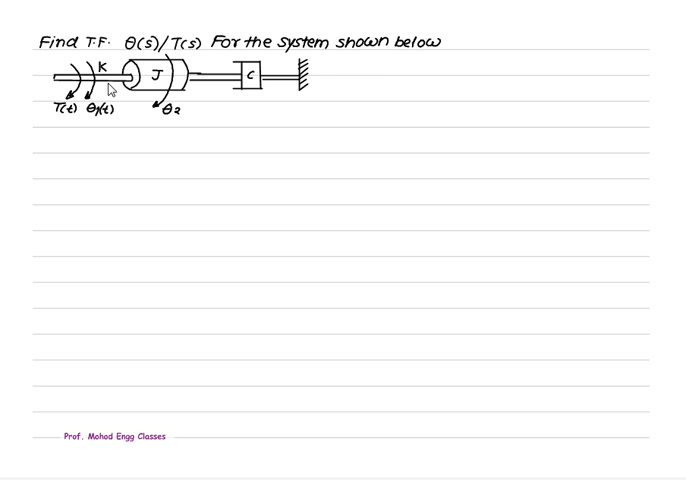 Find T.F. θ(s)/T(s) For the system shown below
K J C
T(t) θ1(t) θ2
Prof. Mohod Engg Classes